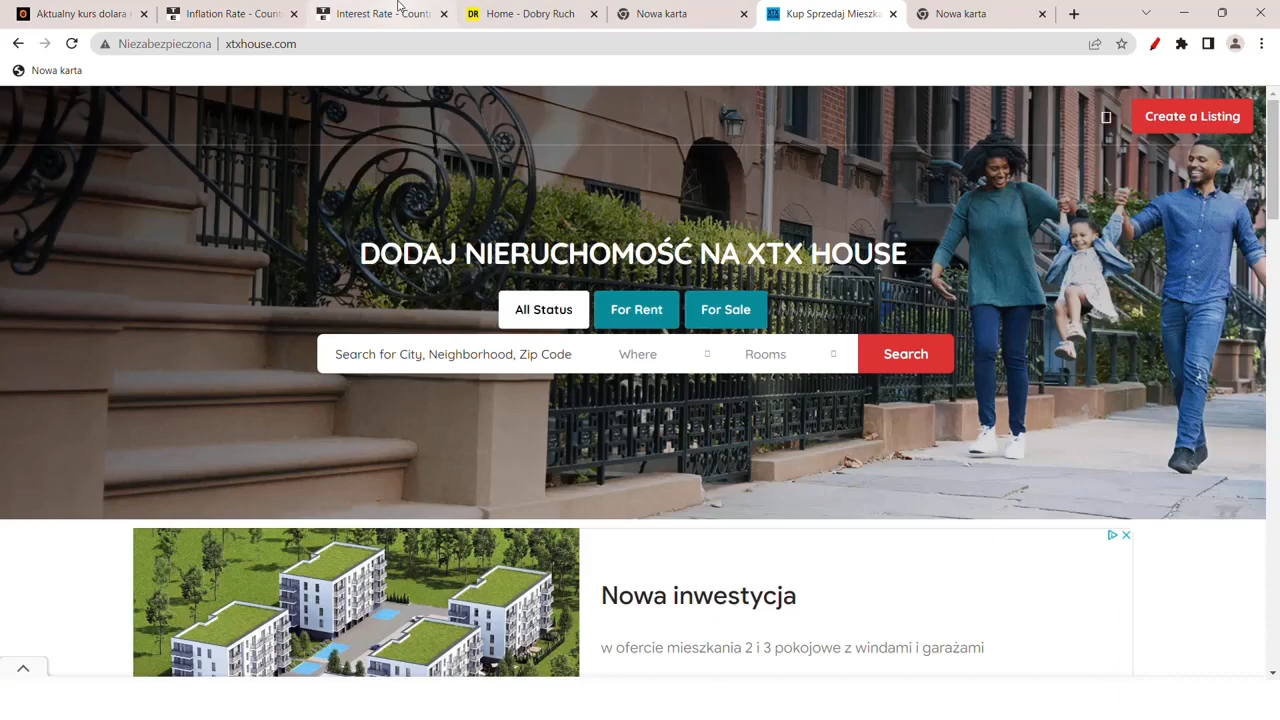 Aktualny kurs dolara
Inflation Rate - Count
Interest Rate - Countr
DR Home - Dobry Ruch
Nowa karta
XTX Kup Sprzedaj Mieszka
Nowa karta
Niezabezpieczona xtxhouse.com
Nowa karta
Create a Listing
DODAJ NIERUCHOMOŚĆ NA XTX HOUSE
All Status For Rent For Sale
Search for City, Neighborhood, Zip Code Where Rooms Search
Nowa inwestycja
w ofercie mieszkania 2 i 3 pokojowe z windami i garażami